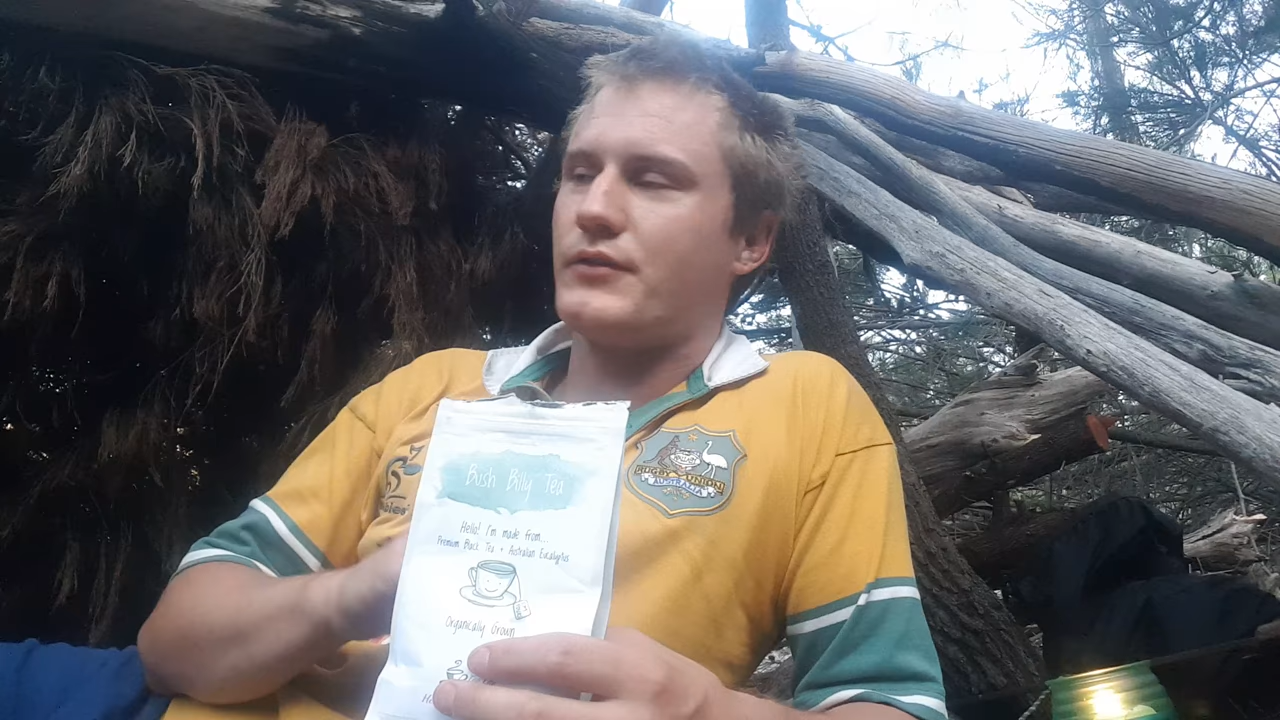 Bush Billy Tea
Hello! I'm made from...
Premium Black Tea + Australian Eucalyptus
Organically Grown
RUGBY UNION
AUSTRALIA